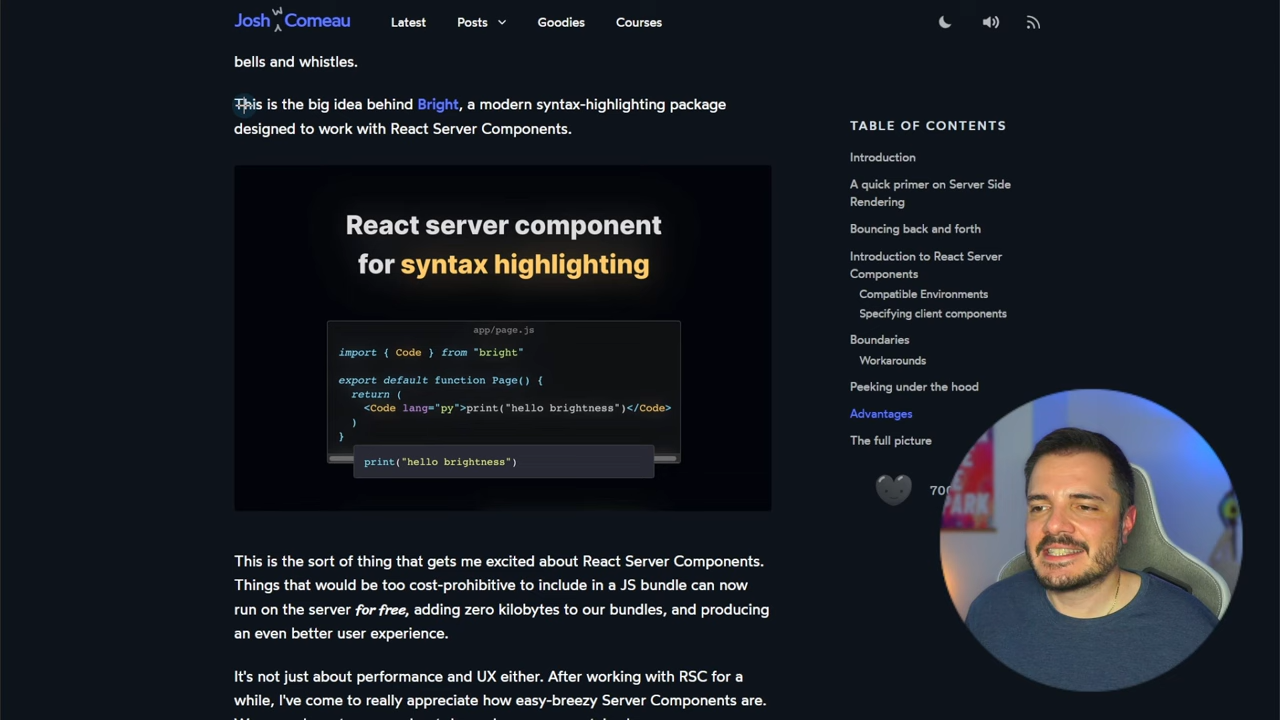 Josh W Comeau
Latest
Posts
Goodies
Courses
bells and whistles.
This is the big idea behind Bright, a modern syntax-highlighting package
designed to work with React Server Components.
React server component
for syntax highlighting
app/page.js
import { Code } from "bright"
export default function Page() {
return (
<Code lang="py">print("hello brightness")</Code>
)
}
print("hello brightness")
This is the sort of thing that gets me excited about React Server Components.
Things that would be too cost-prohibitive to include in a JS bundle can now
run on the server for free, adding zero kilobytes to our bundles, and producing
an even better user experience.
It's not just about performance and UX either. After working with RSC for a
while, I've come to really appreciate how easy-breezy Server Components are.
TABLE OF CONTENTS
Introduction
A quick primer on Server Side
Rendering
Bouncing back and forth
Introduction to React Server
Components
Compatible Environments
Specifying client components
Boundaries
Workarounds
Peeking under the hood
Advantages
The full picture
PARK